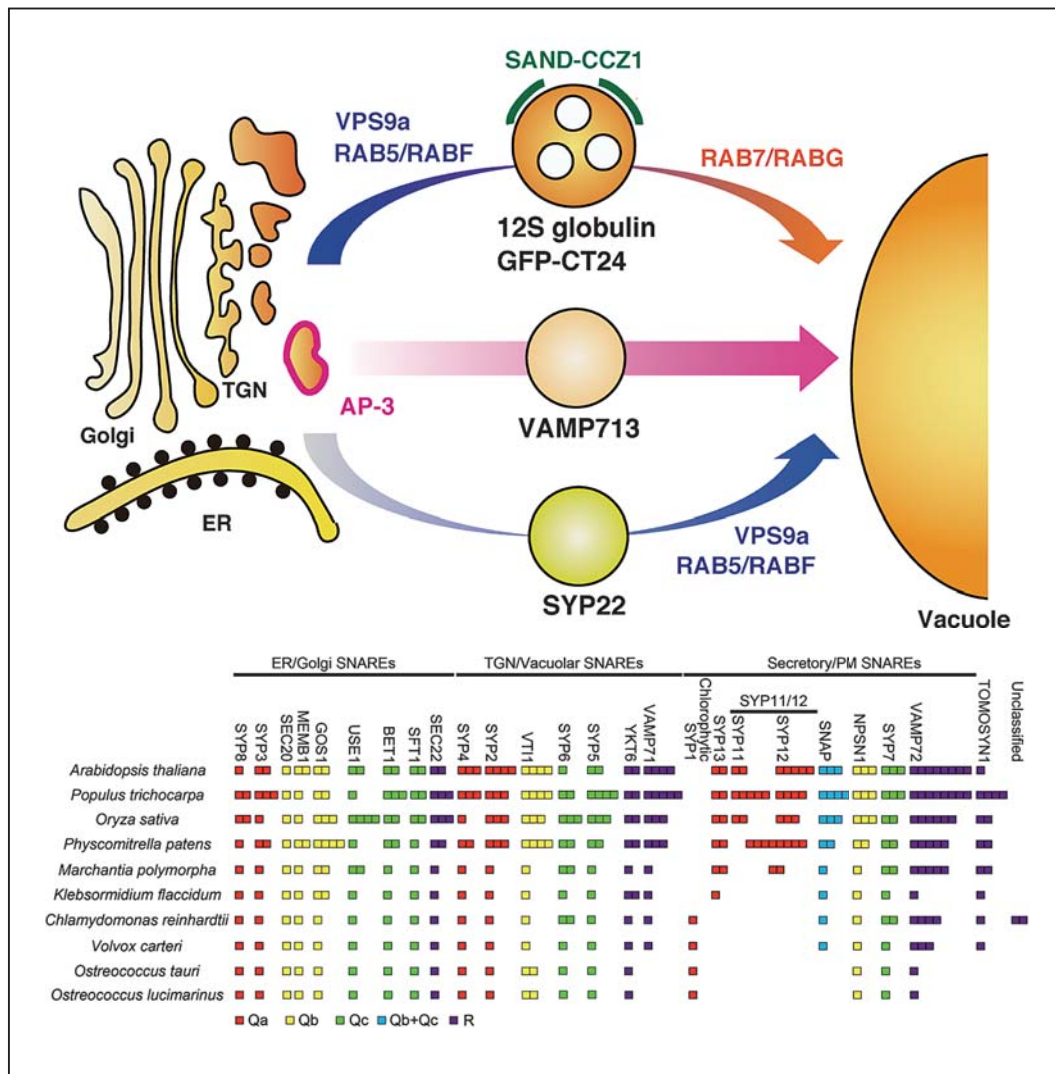 SAND-CCZ1
VPS9a
RAB5/RABF
RAB7/RABG
12S globulin
GFP-CT24
TGN
Golgi
AP-3
VAMP713
ER
VPS9a
RAB5/RABF
SYP22
Vacuole
ER/Golgi SNAREs
TGN/Vacuolar SNAREs
Secretory/PM SNAREs
SYP11/12
SYP8
SYP3
SEC20
MEMB1
GOS1
USE1
BET1
SFT1
SEC22
SYP4
SYP2
VTI1
SYP6
SYP5
YKT6
VAMP71
Chlorophytic
SYP1
SYP13
SYP11
SYP12
SNAP
NPSN1
SYP7
VAMP72
TOMOSYN1
Unclassified
Arabidopsis thaliana
Populus trichocarpa
Oryza sativa
Physcomitrella patens
Marchantia polymorpha
Klebsormidium flaccidum
Chlamydomonas reinhardtii
Volvox carteri
Ostreococcus tauri
Ostreococcus lucimarinus
Qa Qb Qc Qb+Qc R